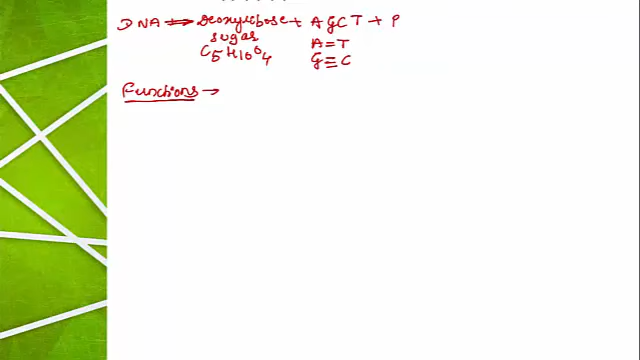 DNA ⟹ Deoxyribose + A G C T + P
sugar
C5H10O4
A = T
G ≡ C
Functions →